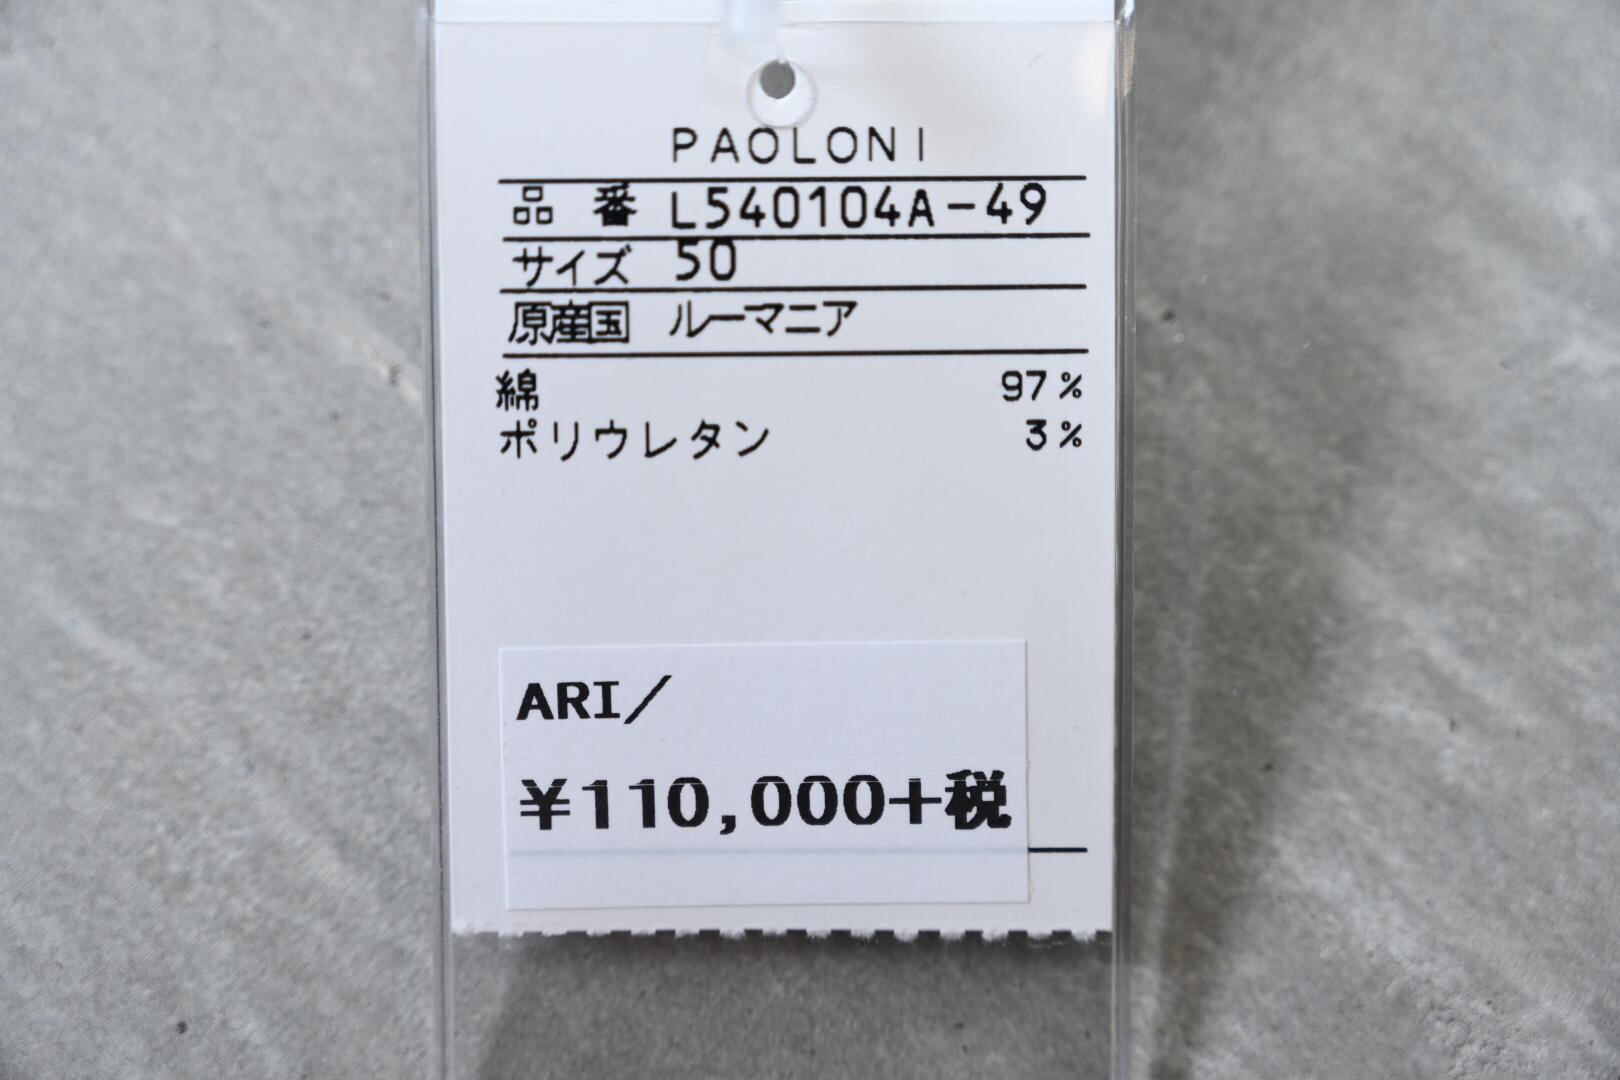 PAOLONI
品番 L540104A-49
サイズ 50
原産国 ルーマニア
綿 97%
ポリウレタン 3%
ARI/
¥110,000+税